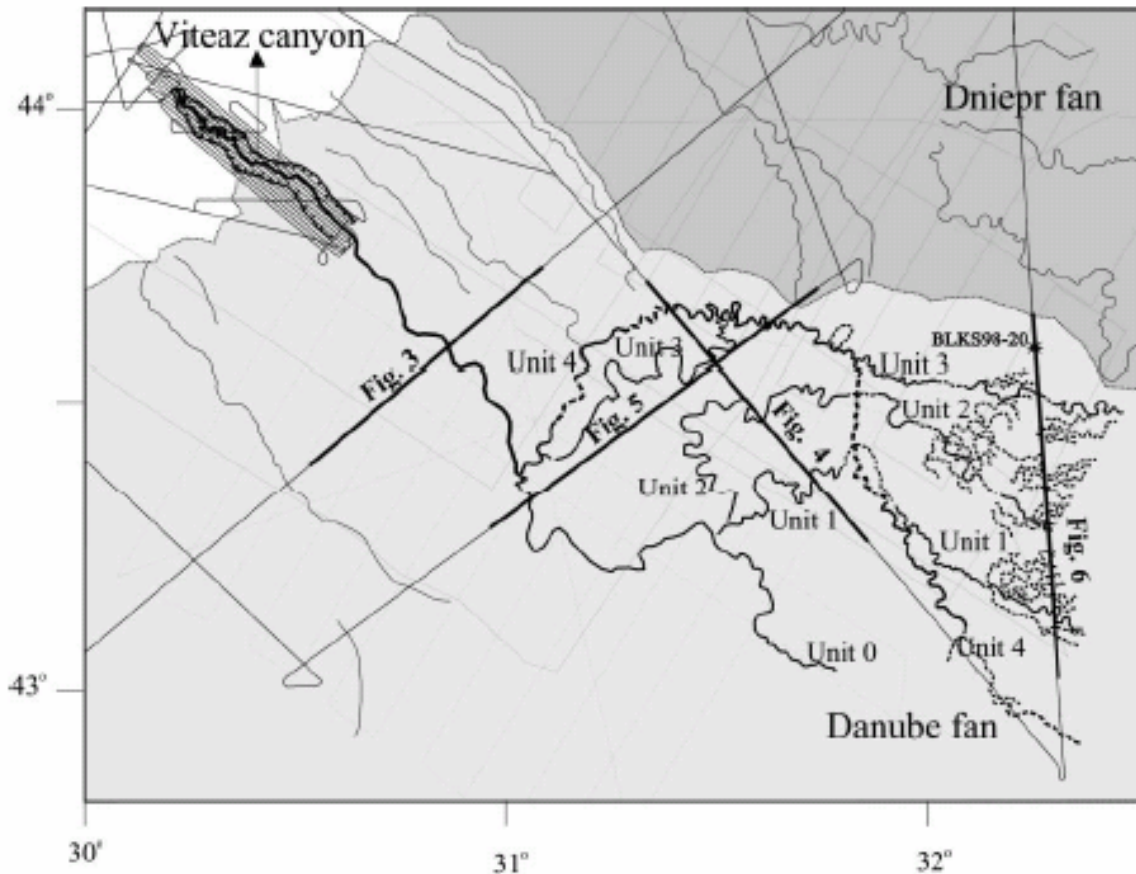 Viteaz canyon
Dniepr fan
44°
BLKS98-20
Unit 4
Unit 3
Unit 3
Fig. 3
Fig. 5
Unit 2
Fig. 4
Unit 2
Unit 1
Unit 1
Fig. 6
Unit 0
Unit 4
43°
Danube fan
30°
31°
32°